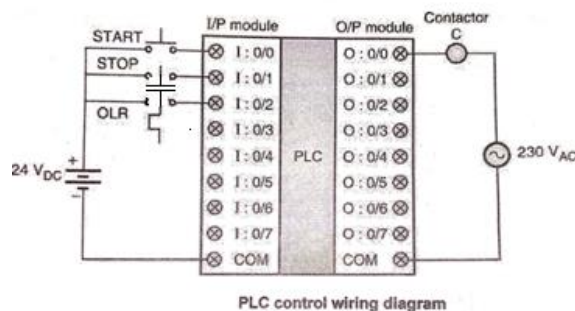 I/P module
O/P module
Contactor
C
START
I : 0/0
O : 0/0
STOP
I : 0/1
O : 0/1
OLR
I : 0/2
O : 0/2
I : 0/3
O : 0/3
24 V_DC
+
−
PLC
I : 0/4
O : 0/4
230 V_AC
I : 0/5
O : 0/5
I : 0/6
O : 0/6
I : 0/7
O : 0/7
COM
COM
PLC control wiring diagram